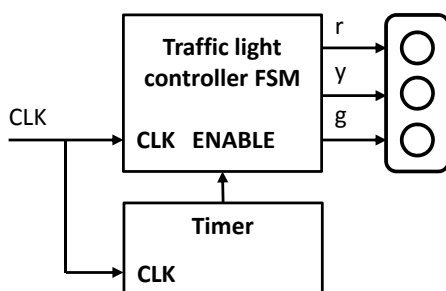 r
Traffic light
controller FSM
y
CLK
g
CLK ENABLE
Timer
CLK